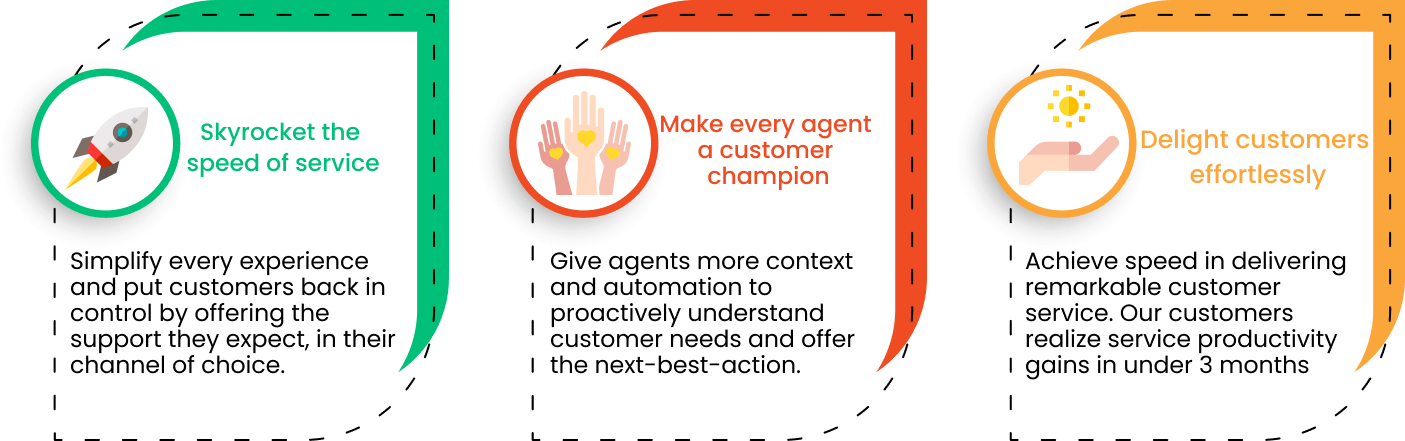 Skyrocket the
speed of service
Simplify every experience
and put customers back in
control by offering the
support they expect, in their
channel of choice.
Make every agent
a customer
champion
Give agents more context
and automation to
proactively understand
customer needs and offer
the next-best-action.
Delight customers
effortlessly
Achieve speed in delivering
remarkable customer
service. Our customers
realize service productivity
gains in under 3 months